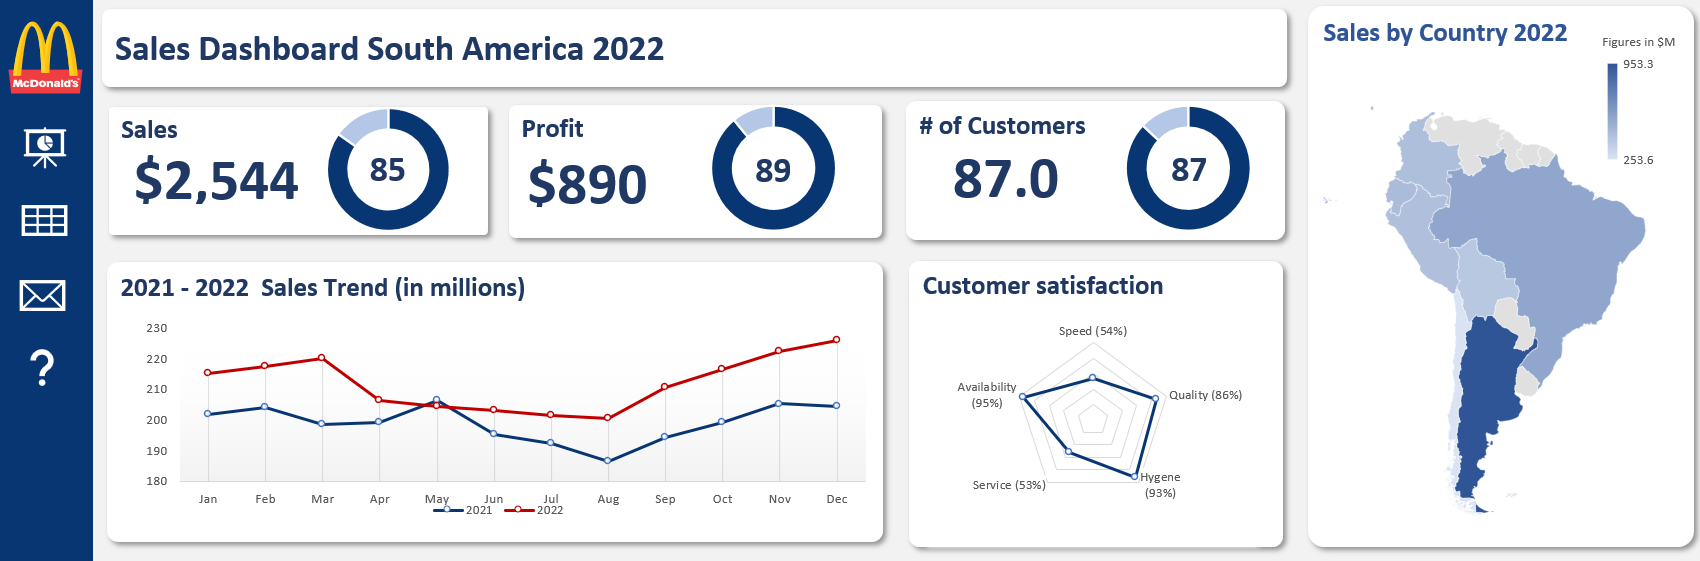 McDonald's
Sales Dashboard South America 2022
Sales
$2,544
85
Profit
$890
89
# of Customers
87.0
87
2021 - 2022 Sales Trend (in millions)
230
220
210
200
190
180
Jan Feb Mar Apr May Jun Jul Aug Sep Oct Nov Dec
2021 2022
Customer satisfaction
Speed (54%)
Availability
(95%)
Quality (86%)
Service (53%)
Hygene
(93%)
Sales by Country 2022
Figures in $M
953.3
253.6